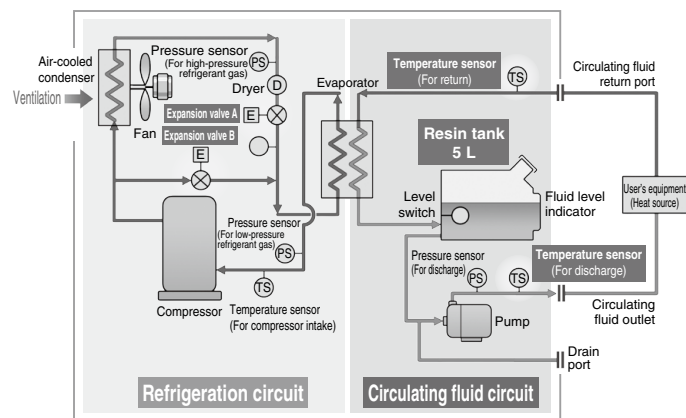 Air-cooled
condenser
Ventilation
Fan
Pressure sensor
(For high-pressure
refrigerant gas)
PS
Dryer
D
Expansion valve A
E
Expansion valve B
E
Evaporator
Pressure sensor
(For low-pressure
refrigerant gas)
PS
TS
Temperature sensor
(For compressor intake)
Compressor
Refrigeration circuit
Temperature sensor
(For return)
TS
Circulating fluid
return port
Resin tank
5 L
Level
switch
Fluid level
indicator
User's equipment
(Heat source)
Pressure sensor
(For discharge)
PS
TS
Temperature sensor
(For discharge)
Pump
Circulating
fluid outlet
Drain
port
Circulating fluid circuit